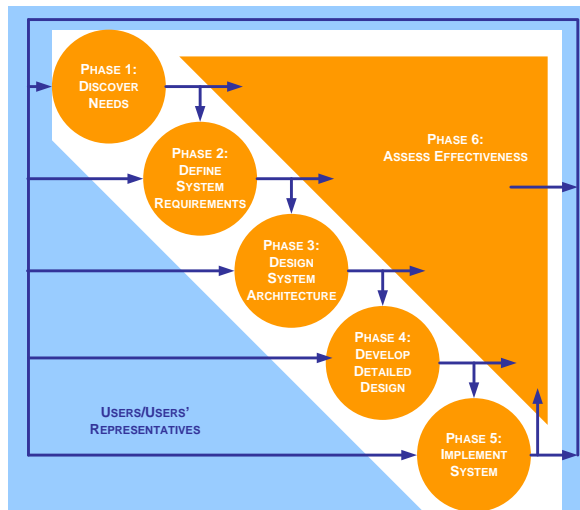 Phase 1:
Discover
Needs
Phase 2:
Define
System
Requirements
Phase 3:
Design
System
Architecture
Phase 4:
Develop
Detailed
Design
Phase 5:
Implement
System
Phase 6:
Assess Effectiveness
Users/Users’
Representatives